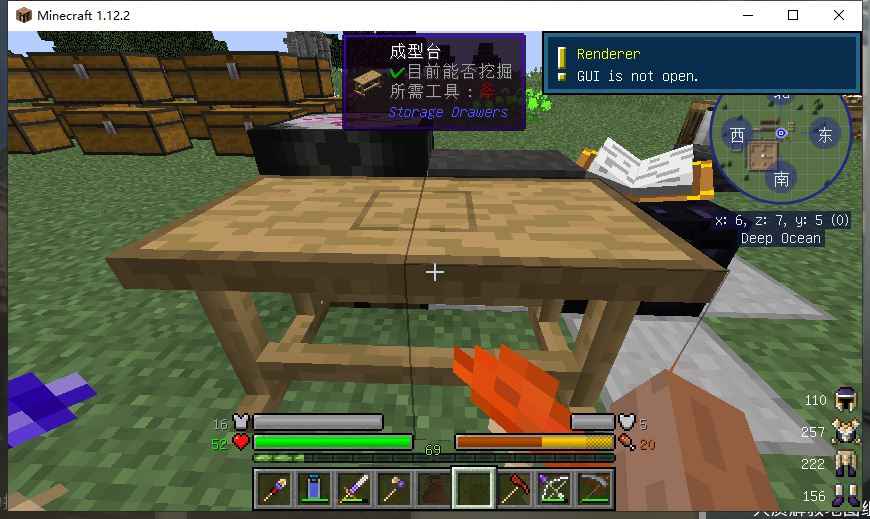 Minecraft 1.12.2
成型台
目前能否挖掘
所需工具：斧
Storage Drawers
Renderer
GUI is not open.
北
西
东
南
x: 6, z: 7, y: 5 (0)
Deep Ocean
16
5
52
69
20
110
257
222
156